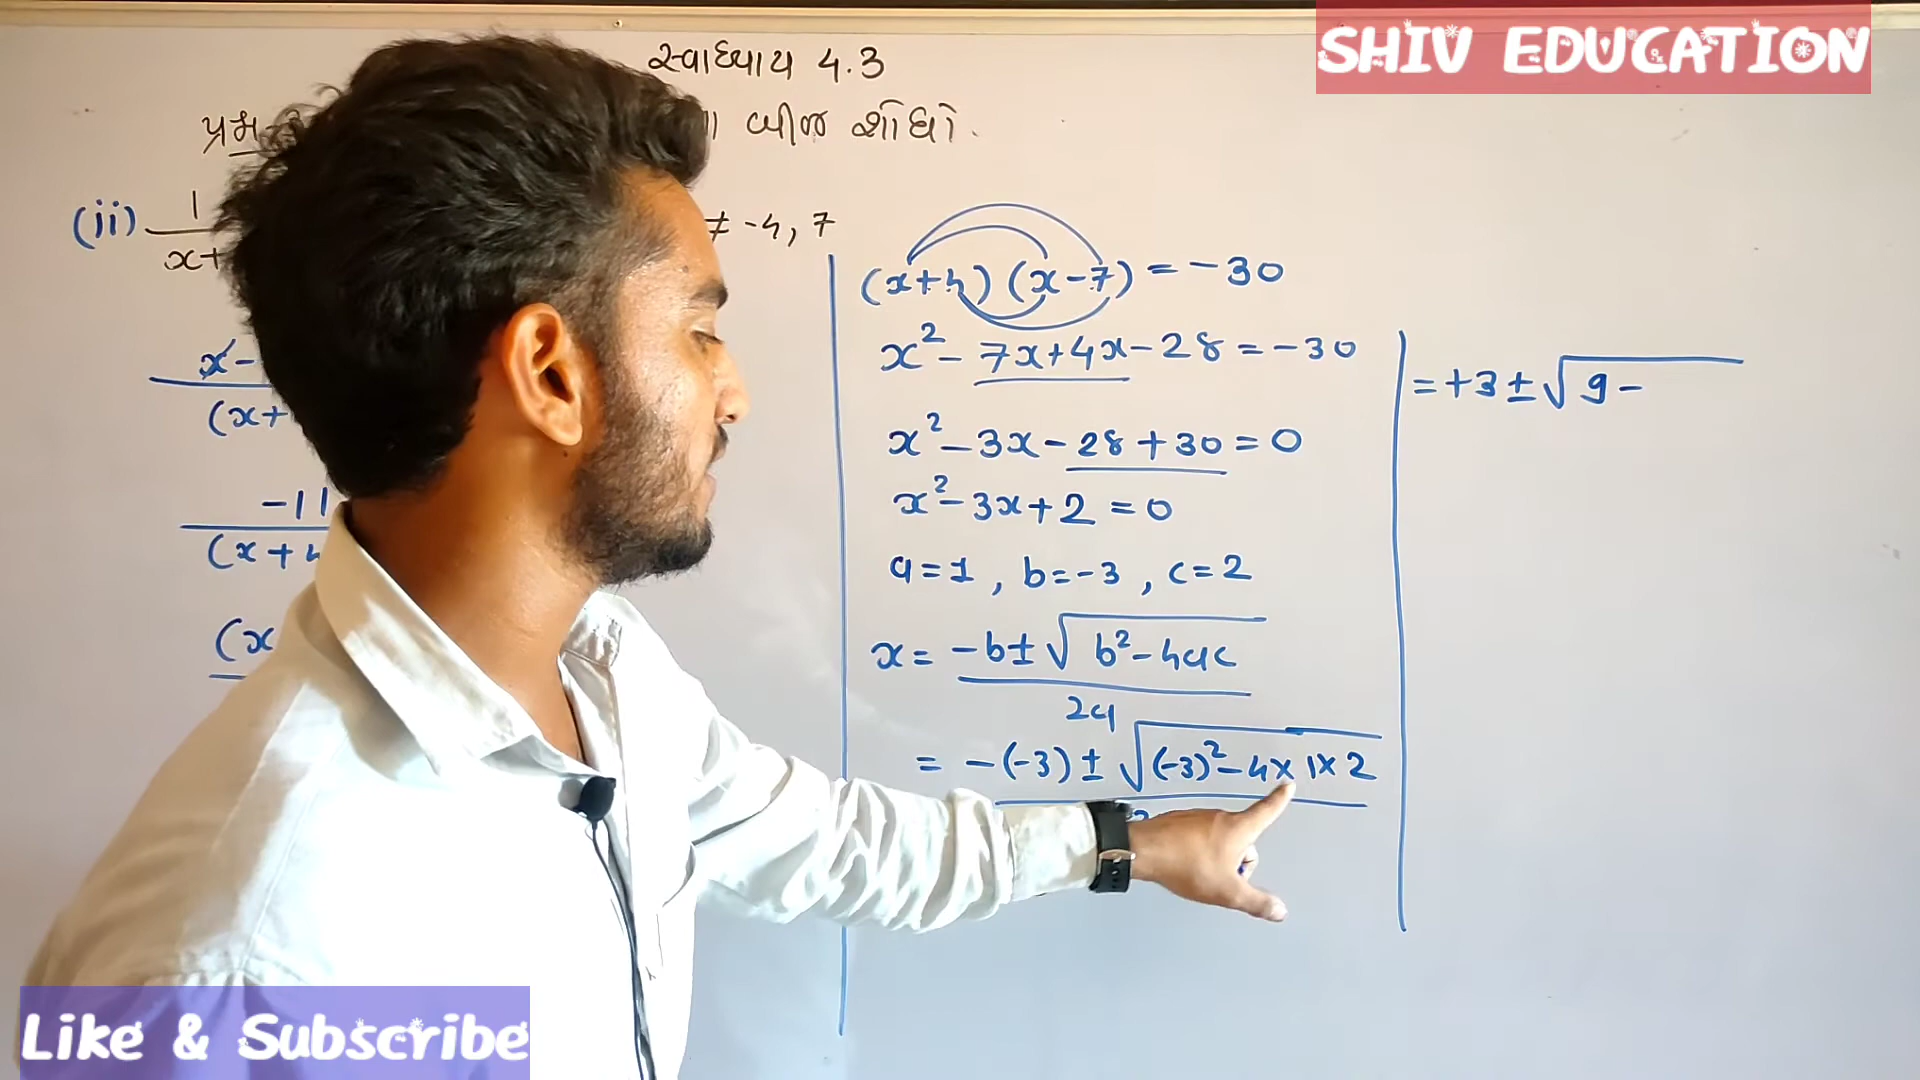 SHIV EDUCATION
સ્વાધ્યાય 4.3
બીજ શોધો.
(ii) 1
x+
≠ -4, 7
x-
(x+
-11
(x+4
(x
(x+4) (x-7) = -30
x² - 7x+4x-28 = -30
x² - 3x - 28 + 30 = 0
x² - 3x + 2 = 0
a = 1 , b = -3 , c = 2
x = -b ± √ b² - 4ac
2a
= -(-3) ± √(-3)² - 4 x 1 x 2
= +3 ± √ 9 -
Like & Subscribe